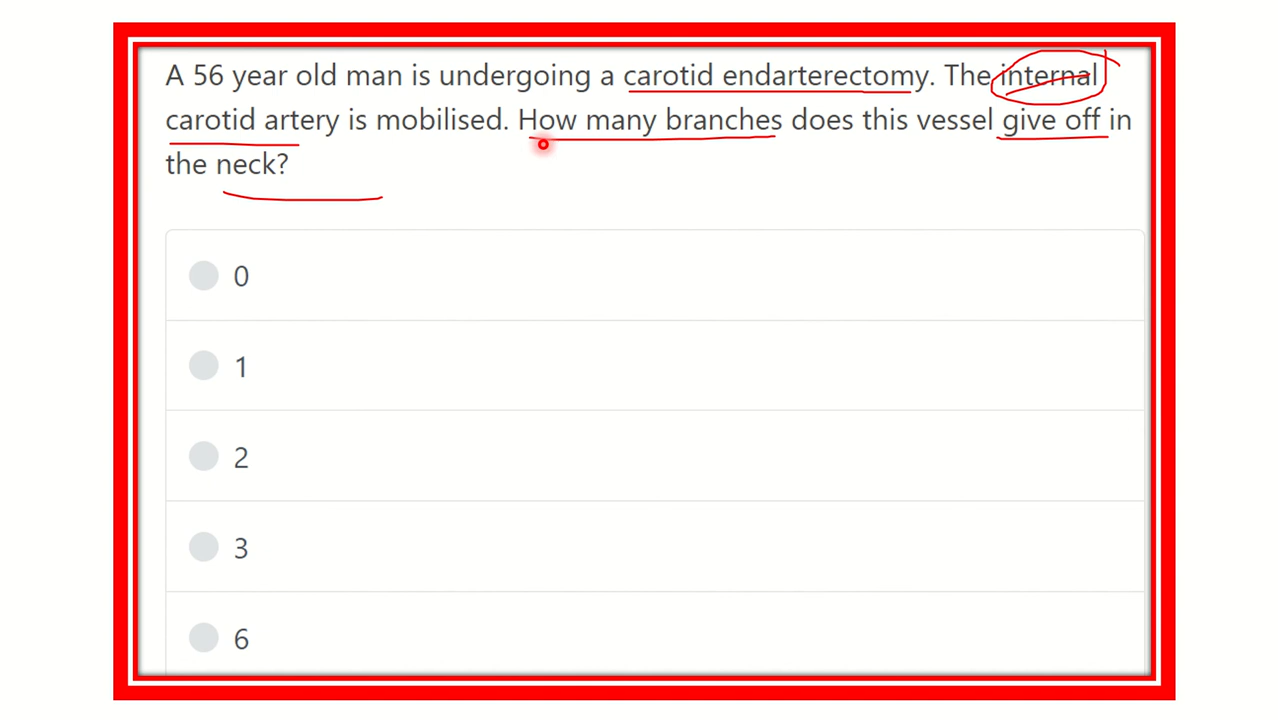 A 56 year old man is undergoing a carotid endarterectomy. The internal
carotid artery is mobilised. How many branches does this vessel give off in
the neck?
0
1
2
3
6